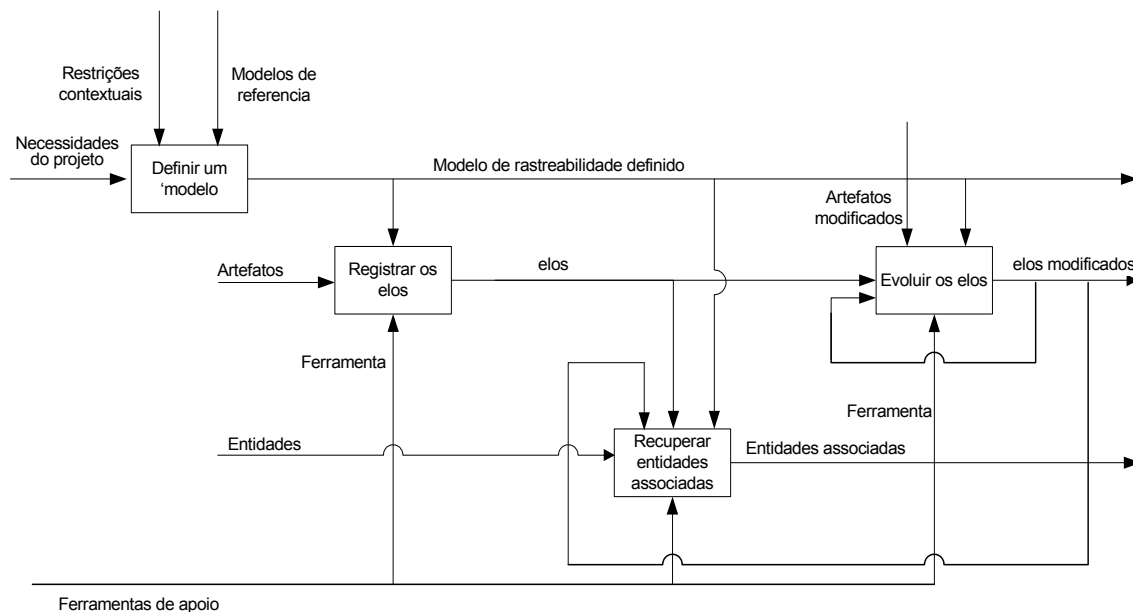 Restrições
contextuais
Modelos de
referencia
Necessidades
do projeto
Definir um
‘modelo
Modelo de rastreabilidade definido
Artefatos
modificados
Artefatos
Registrar os
elos
elos
Evoluir os elos
elos modificados
Ferramenta
Ferramenta
Entidades
Recuperar
entidades
associadas
Entidades associadas
Ferramentas de apoio